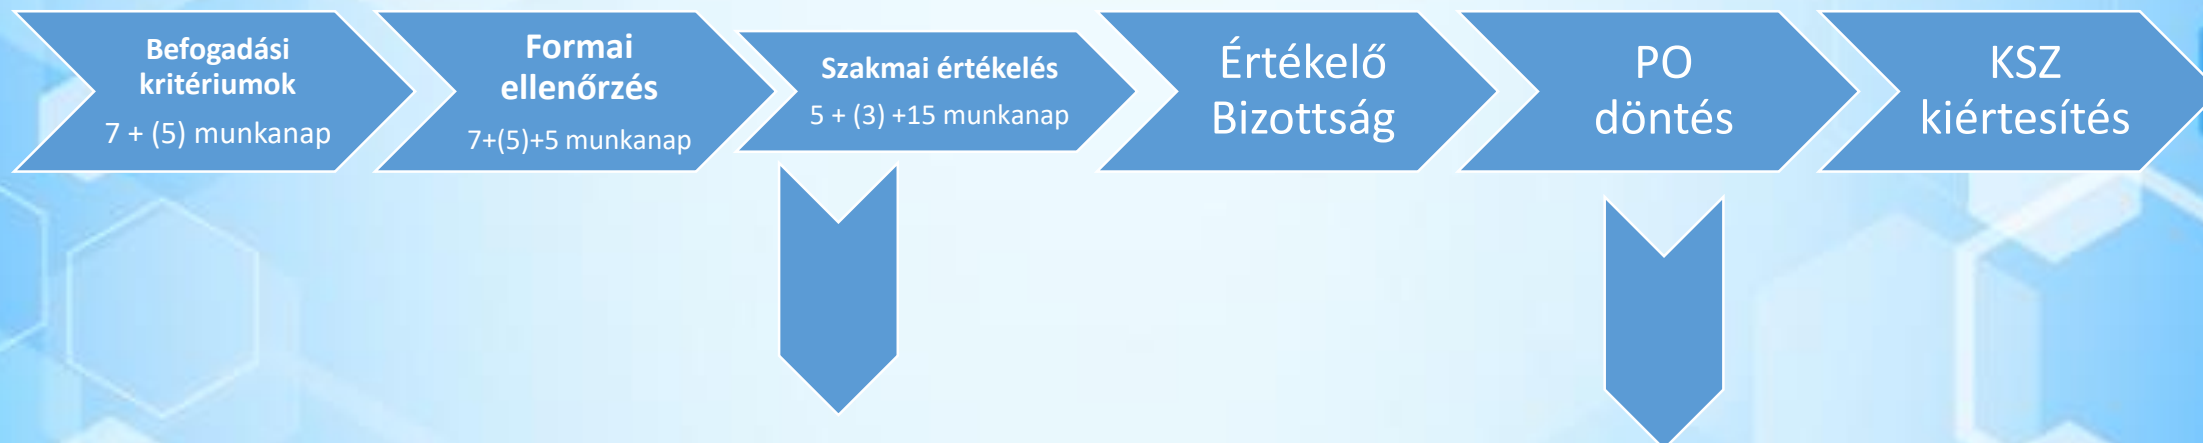 Befogadási
kritériumok
7 + (5) munkanap
Formai
ellenőrzés
7+(5)+5 munkanap
Szakmai értékelés
5 + (3) +15 munkanap
Értékelő
Bizottság
PO
döntés
KSZ
kiértesítés